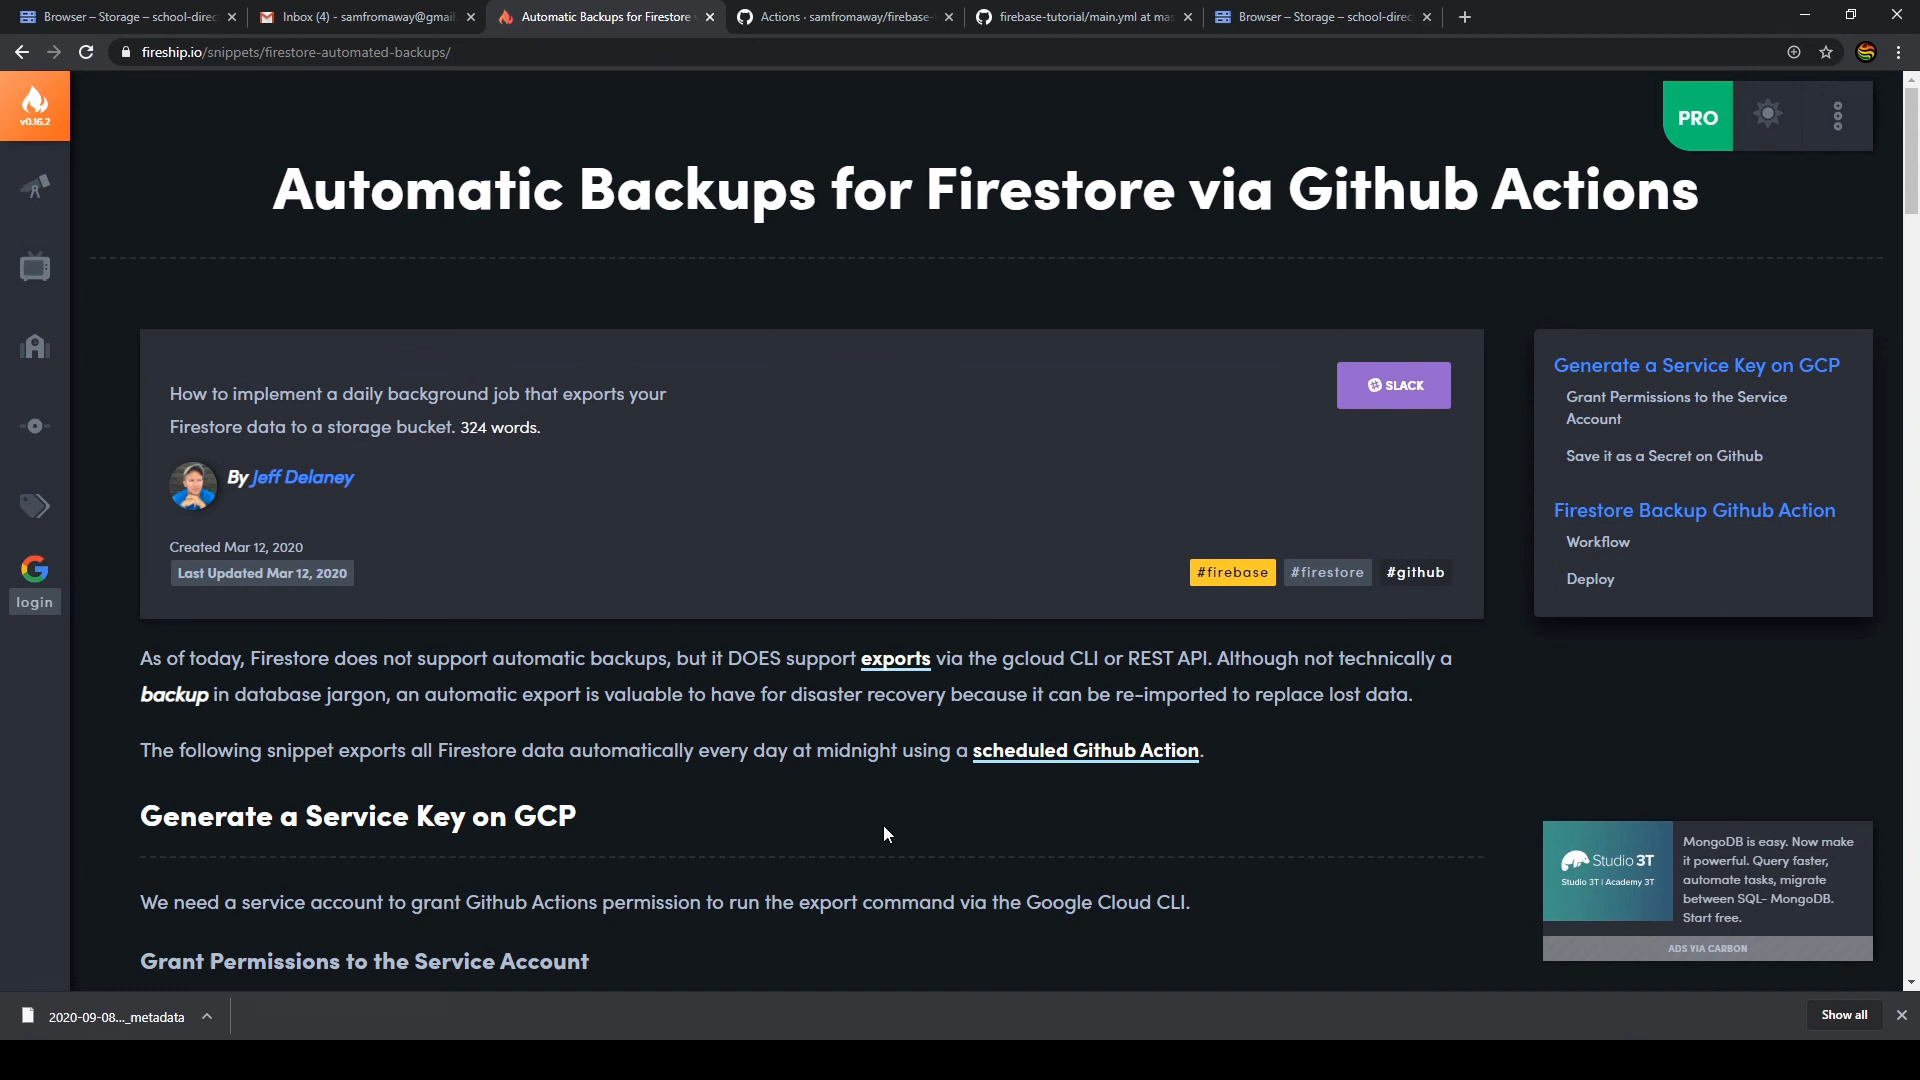 Browser – Storage – school-direc
Inbox (4) - samfromaway@gmail.
Automatic Backups for Firestore
Actions · samfromaway/firebase-
firebase-tutorial/main.yml at mas
Browser – Storage – school-direc
fireship.io/snippets/firestore-automated-backups/
v0.16.2
PRO
Automatic Backups for Firestore via Github Actions
How to implement a daily background job that exports your
Firestore data to a storage bucket. 324 words.
SLACK
By Jeff Delaney
Created Mar 12, 2020
Last Updated Mar 12, 2020
#firebase #firestore #github
Generate a Service Key on GCP
Grant Permissions to the Service
Account
Save it as a Secret on Github
Firestore Backup Github Action
Workflow
Deploy
login
As of today, Firestore does not support automatic backups, but it DOES support exports via the gcloud CLI or REST API. Although not technically a
backup in database jargon, an automatic export is valuable to have for disaster recovery because it can be re-imported to replace lost data.
The following snippet exports all Firestore data automatically every day at midnight using a scheduled Github Action.
Generate a Service Key on GCP
We need a service account to grant Github Actions permission to run the export command via the Google Cloud CLI.
Grant Permissions to the Service Account
Studio 3T
Studio 3T | Academy 3T
MongoDB is easy. Now make
it powerful. Query faster,
automate tasks, migrate
between SQL- MongoDB.
Start free.
ADS VIA CARBON
2020-09-08..._metadata
Show all